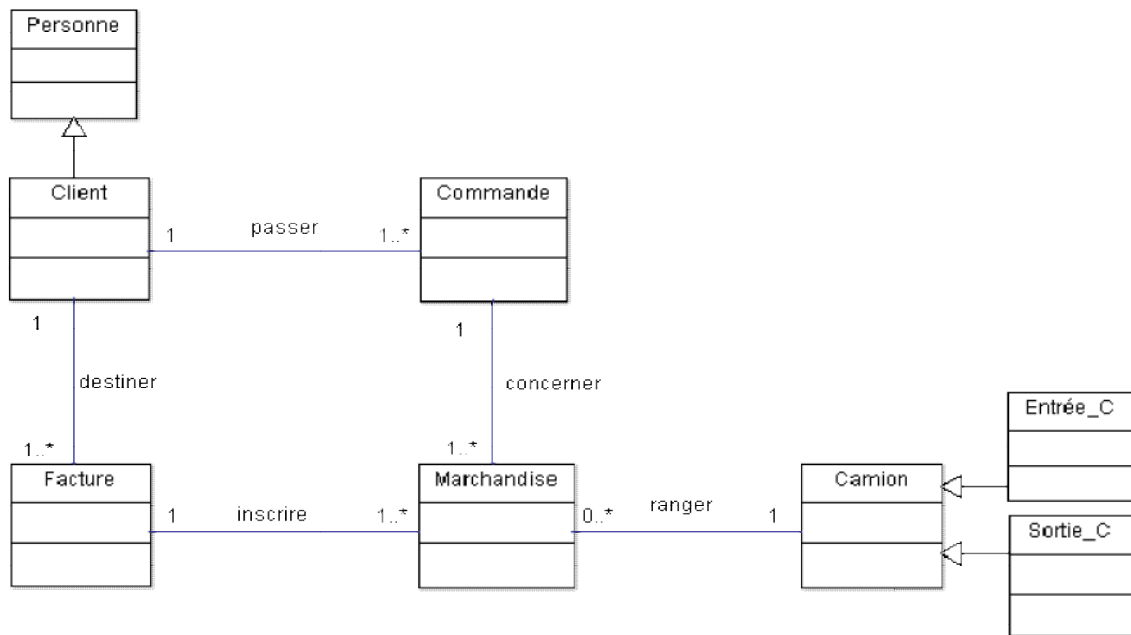 Personne
Client
Commande
1
passer
1..*
1
1
destiner
concerner
Entrée_C
1..*
1..*
Facture
Marchandise
Camion
1
inscrire
1..*
0..*
ranger
1
Sortie_C